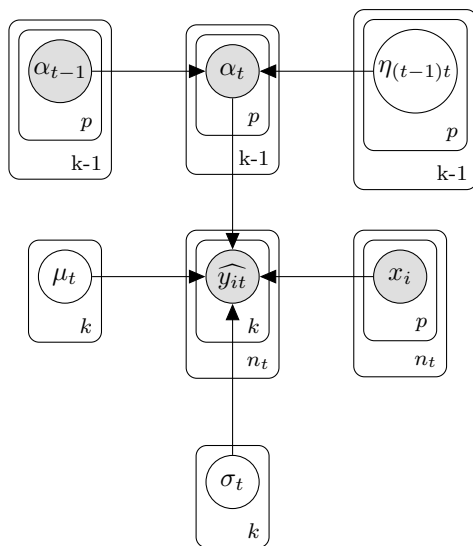 α_{t−1} α_t η_{(t−1)t}
p p p
k-1 k-1 k-1
μ_t \widehat{y_{it}} x_i
k k p
n_t n_t
σ_t
k